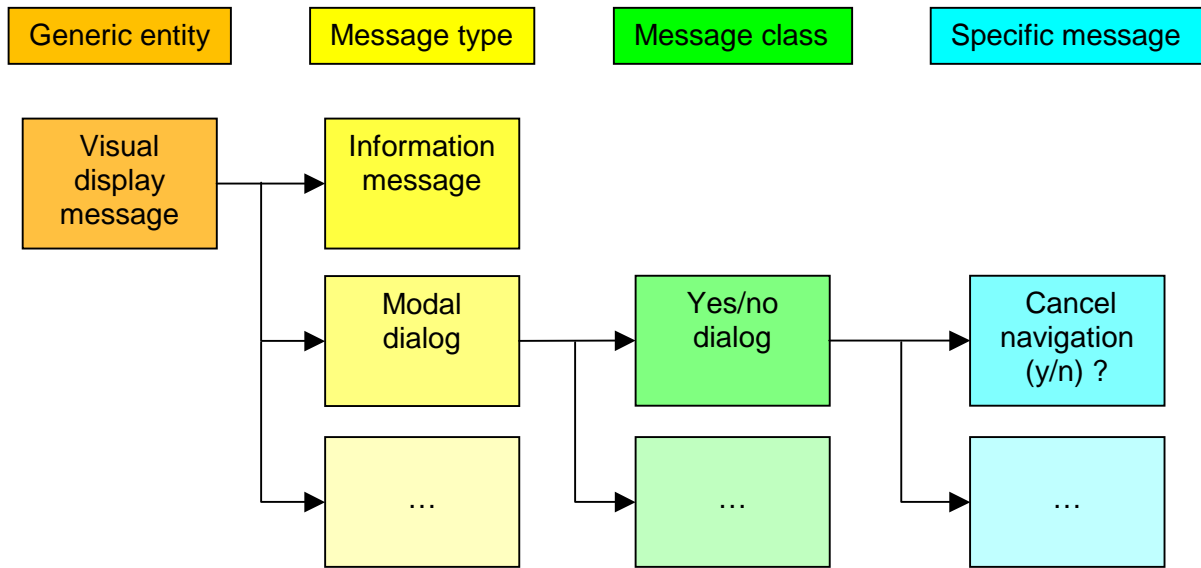 Generic entity
Message type
Message class
Specific message
Visual
display
message
Information
message
Modal
dialog
Yes/no
dialog
Cancel
navigation
(y/n) ?
…
…
…